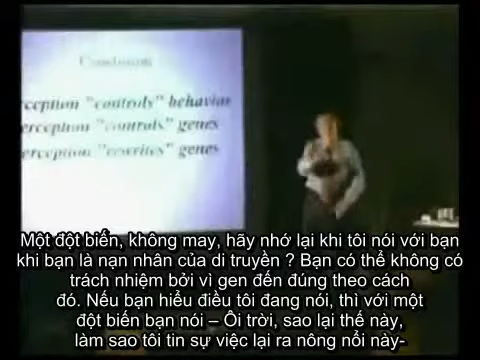 Conclusion
erception "controls" behavior
erception "controls" genes
erception "rewrites" genes
Một đột biến, không may, hãy nhớ lại khi tôi nói với bạn
khi bạn là nạn nhân của di truyền ? Bạn có thể không có
trách nhiệm bởi vì gen đến đúng theo cách
đó. Nếu bạn hiểu điều tôi đang nói, thì với một
đột biến bạn nói – Ôi trời, sao lại thế này,
làm sao tôi tin sự việc lại ra nông nổi này-